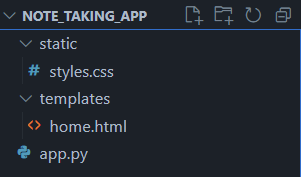 NOTE_TAKING_APP
static
# styles.css
templates
<> home.html
app.py